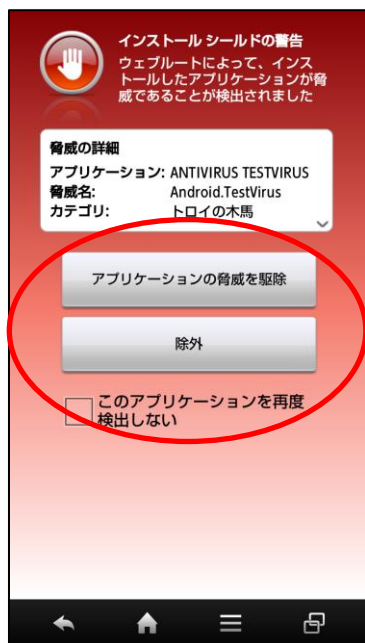 インストール シールドの警告
ウェブルートによって、インス
トールしたアプリケーションが脅
威であることが検出されました
脅威の詳細
アプリケーション: ANTIVIRUS TESTVIRUS
脅威名: Android.TestVirus
カテゴリ: トロイの木馬
アプリケーションの脅威を駆除
除外
このアプリケーションを再度
検出しない